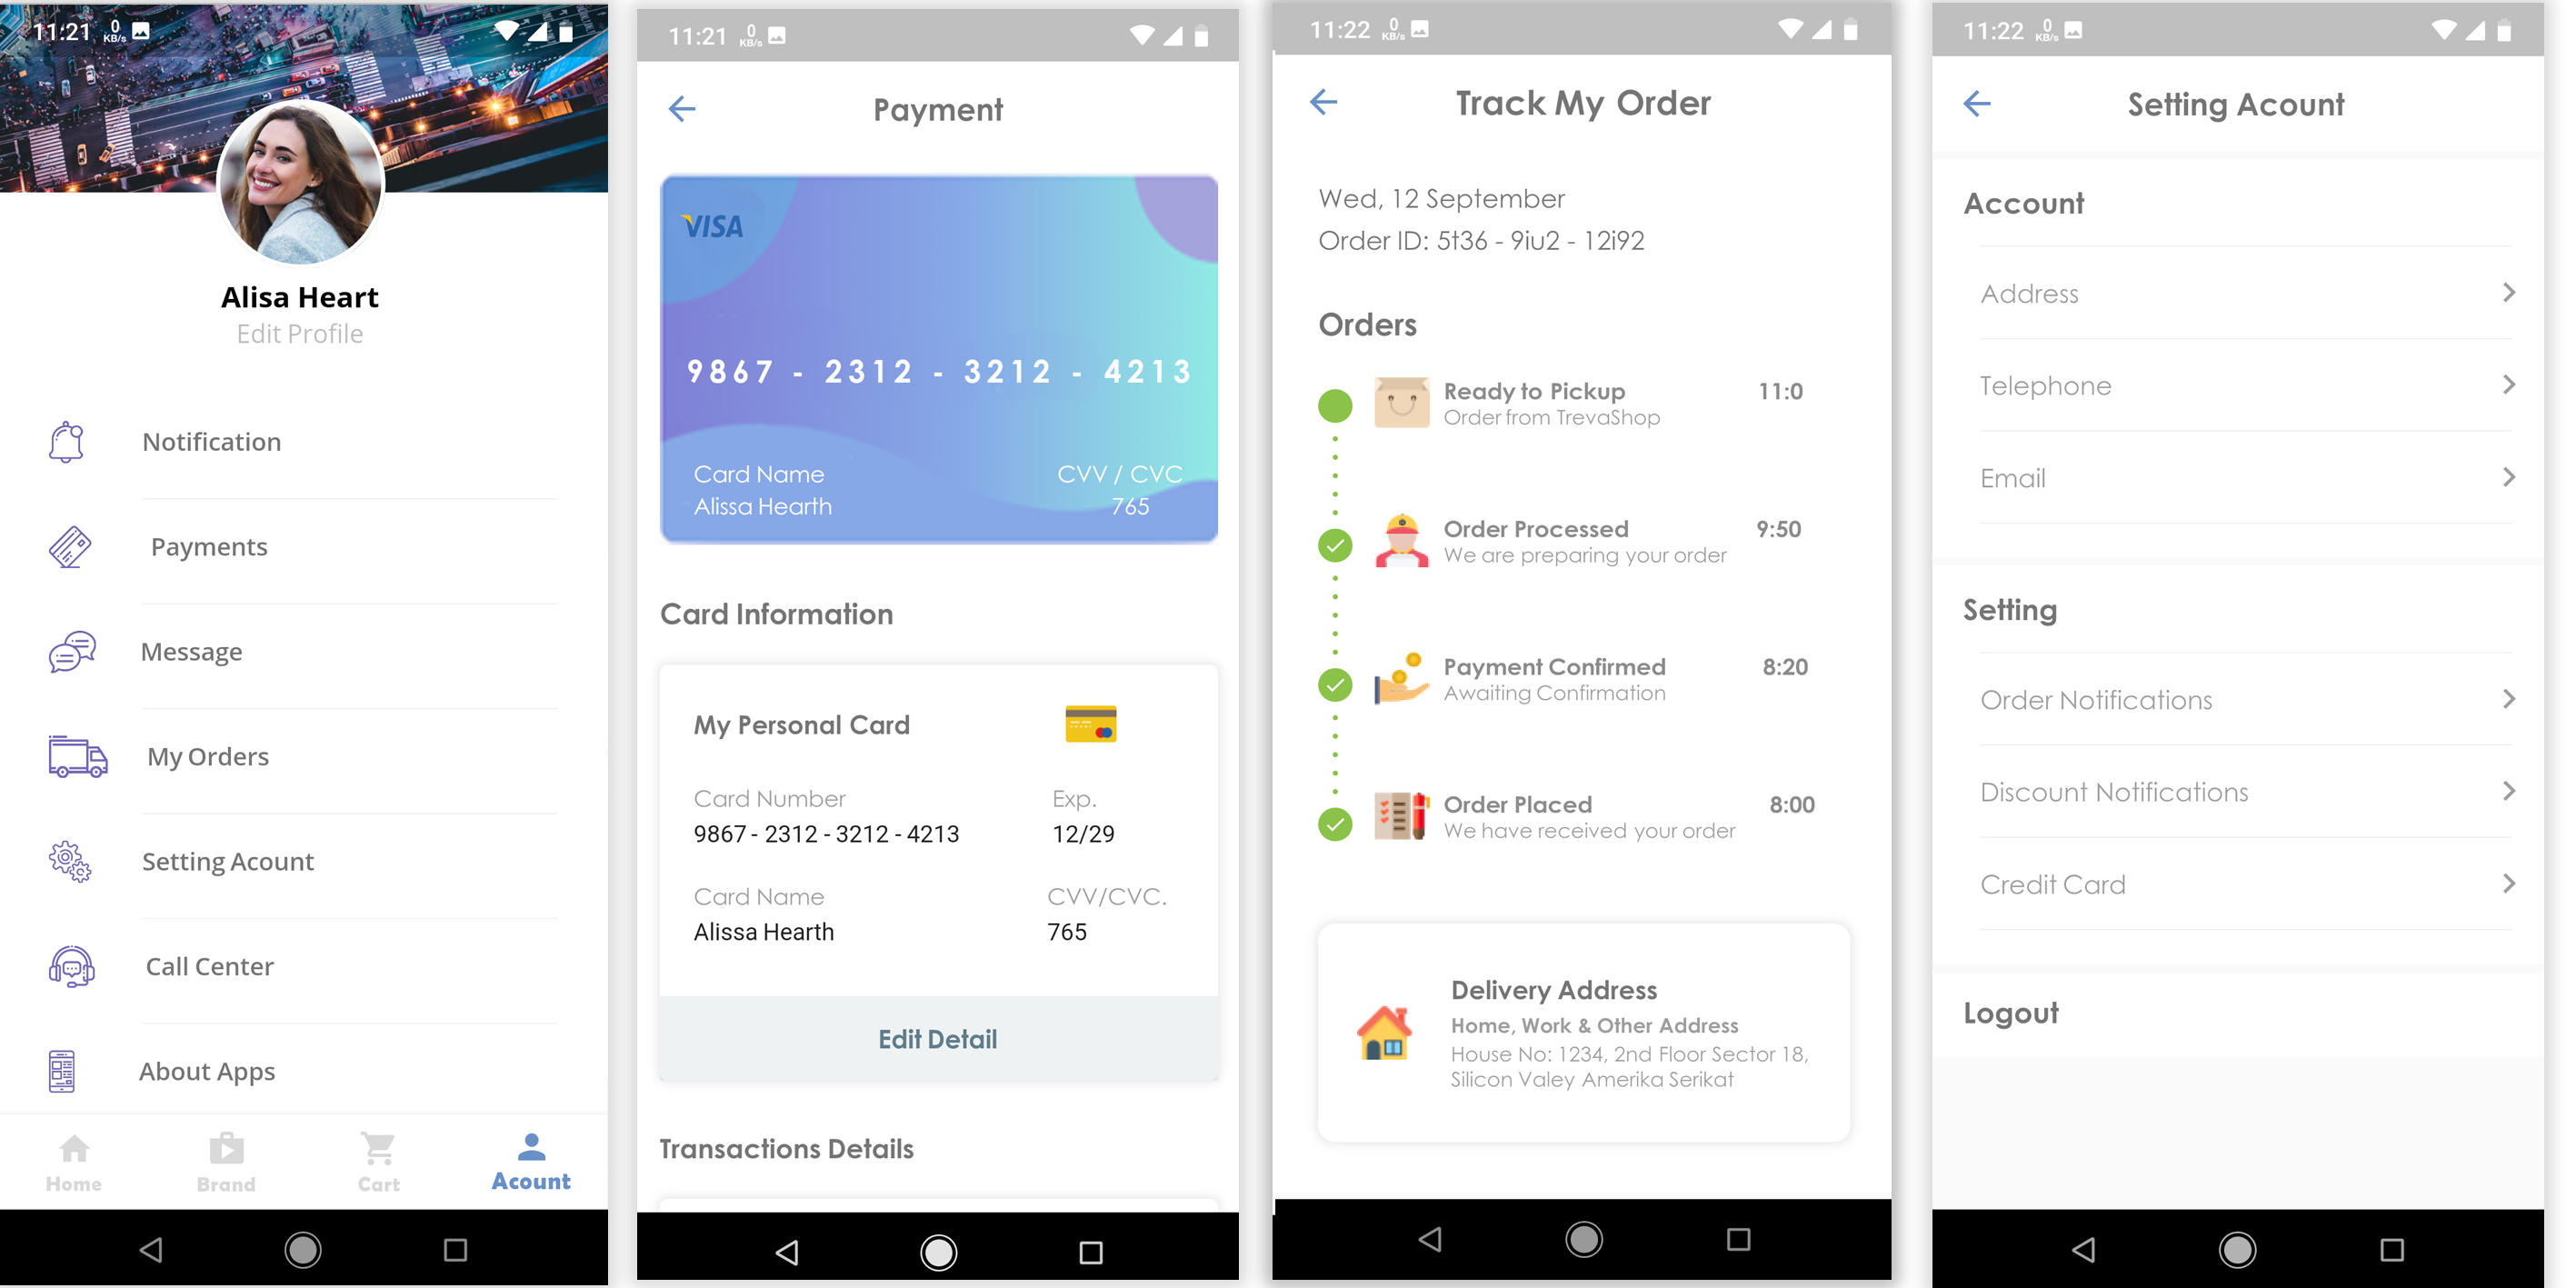 11:21 0 KB/s
Alisa Heart
Edit Profile
Notification
Payments
Message
My Orders
Setting Acount
Call Center
About Apps
Home Brand Cart Acount
11:21 0 KB/s
Payment
VISA
9867 - 2312 - 3212 - 4213
Card Name CVV / CVC
Alissa Hearth 765
Card Information
My Personal Card
Card Number Exp.
9867 - 2312 - 3212 - 4213 12/29
Card Name CVV/CVC.
Alissa Hearth 765
Edit Detail
Transactions Details
11:22 0 KB/s
Track My Order
Wed, 12 September
Order ID: 5t36 - 9iu2 - 12i92
Orders
Ready to Pickup 11:0
Order from TrevaShop
Order Processed 9:50
We are preparing your order
Payment Confirmed 8:20
Awaiting Confirmation
Order Placed 8:00
We have received your order
Delivery Address
Home, Work & Other Address
House No: 1234, 2nd Floor Sector 18,
Silicon Valey Amerika Serikat
11:22 0 KB/s
Setting Acount
Account
Address
Telephone
Email
Setting
Order Notifications
Discount Notifications
Credit Card
Logout